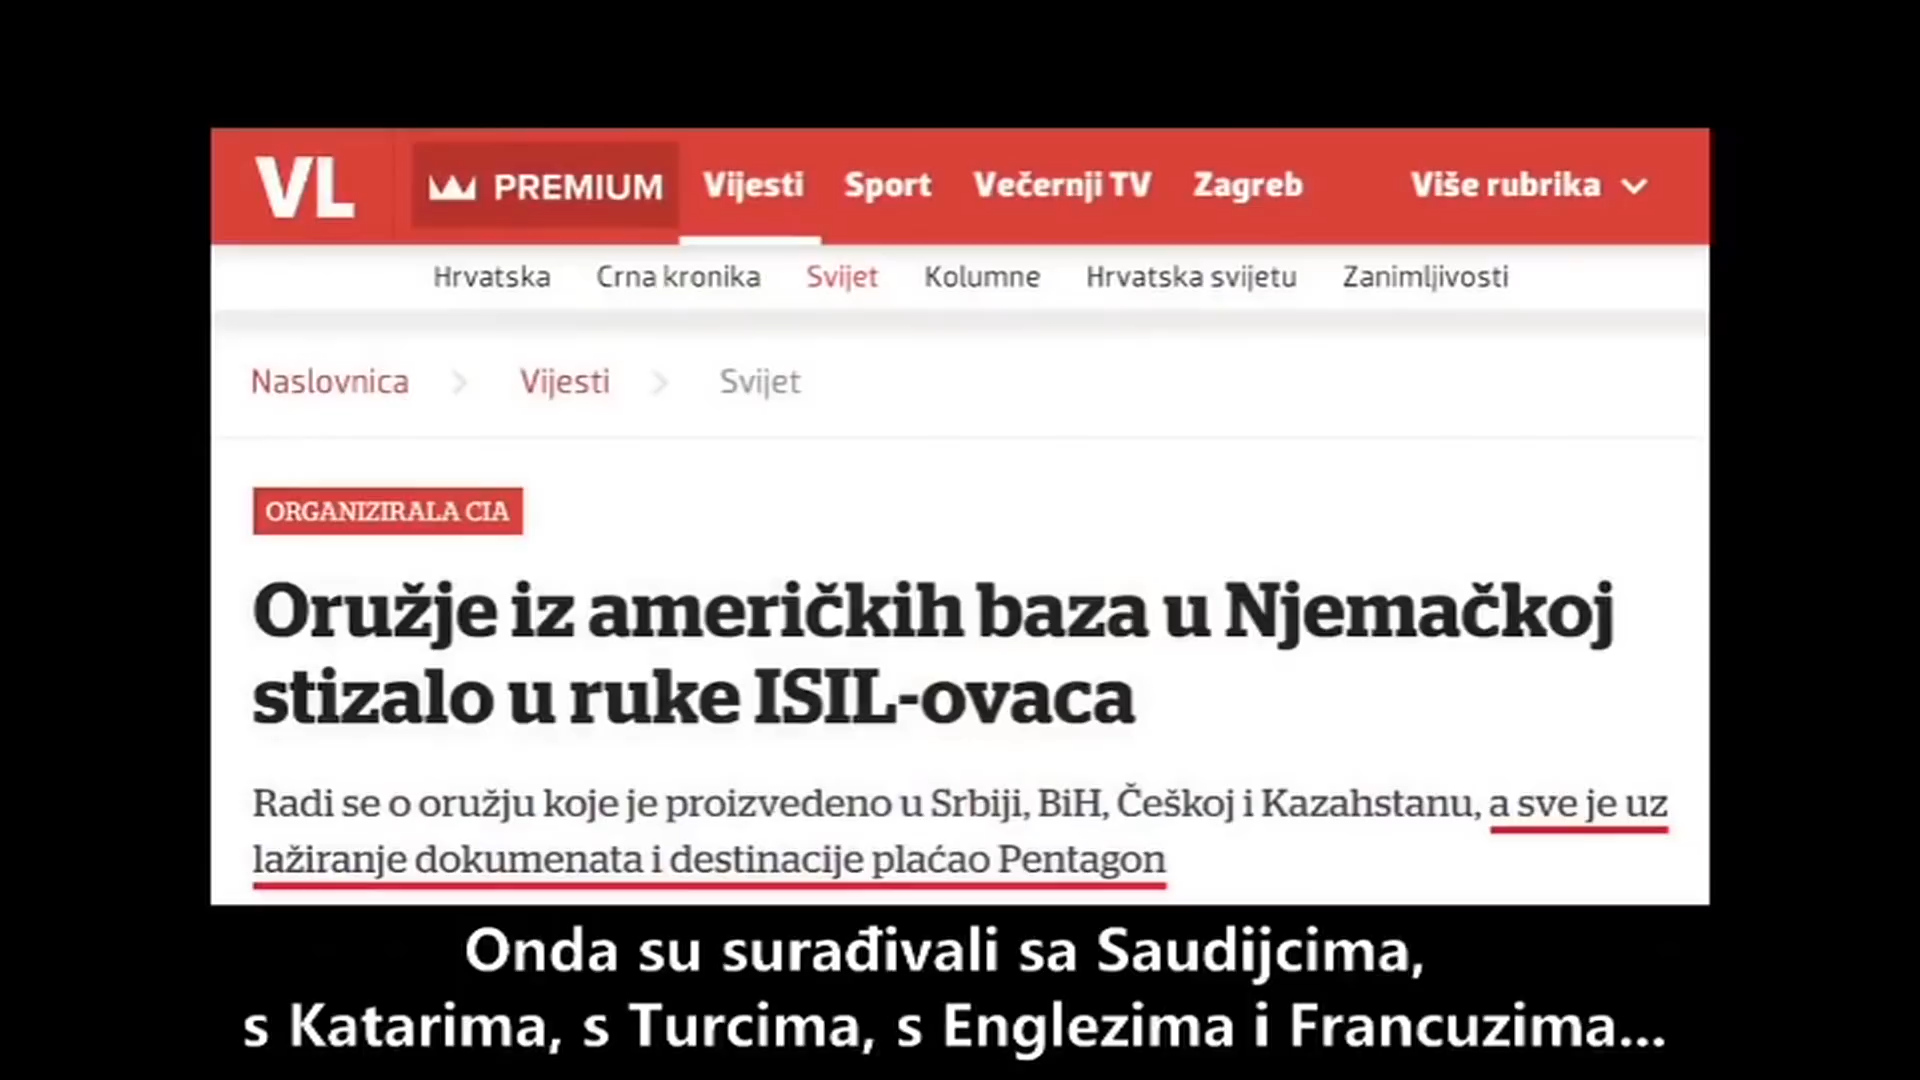 VL PREMIUM Vijesti Sport Večernji TV Zagreb Više rubrika
Hrvatska Crna kronika Svijet Kolumne Hrvatska svijetu Zanimljivosti
Naslovnica Vijesti Svijet
ORGANIZIRALA CIA
Oružje iz američkih baza u Njemačkoj
stizalo u ruke ISIL-ovaca
Radi se o oružju koje je proizvedeno u Srbiji, BiH, Češkoj i Kazahstanu, a sve je uz
lažiranje dokumenata i destinacije plaćao Pentagon
Onda su surađivali sa Saudijcima,
s Katarima, s Turcima, s Englezima i Francuzima...